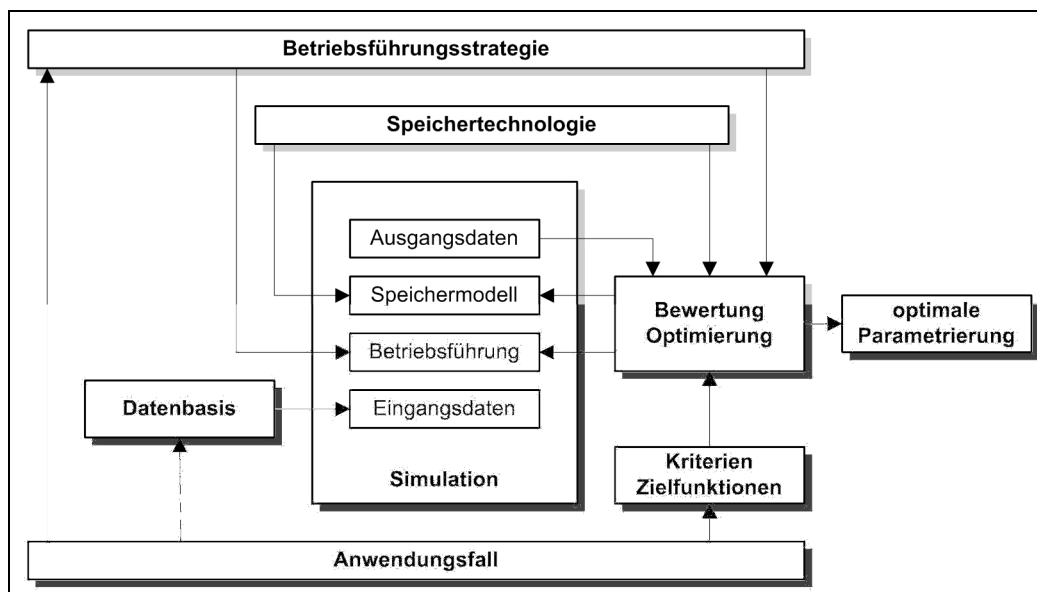 Betriebsführungsstrategie
Speichertechnologie
Ausgangsdaten
Speichermodell
Betriebsführung
Eingangsdaten
Simulation
Datenbasis
Bewertung
Optimierung
optimale
Parametrierung
Kriterien
Zielfunktionen
Anwendungsfall